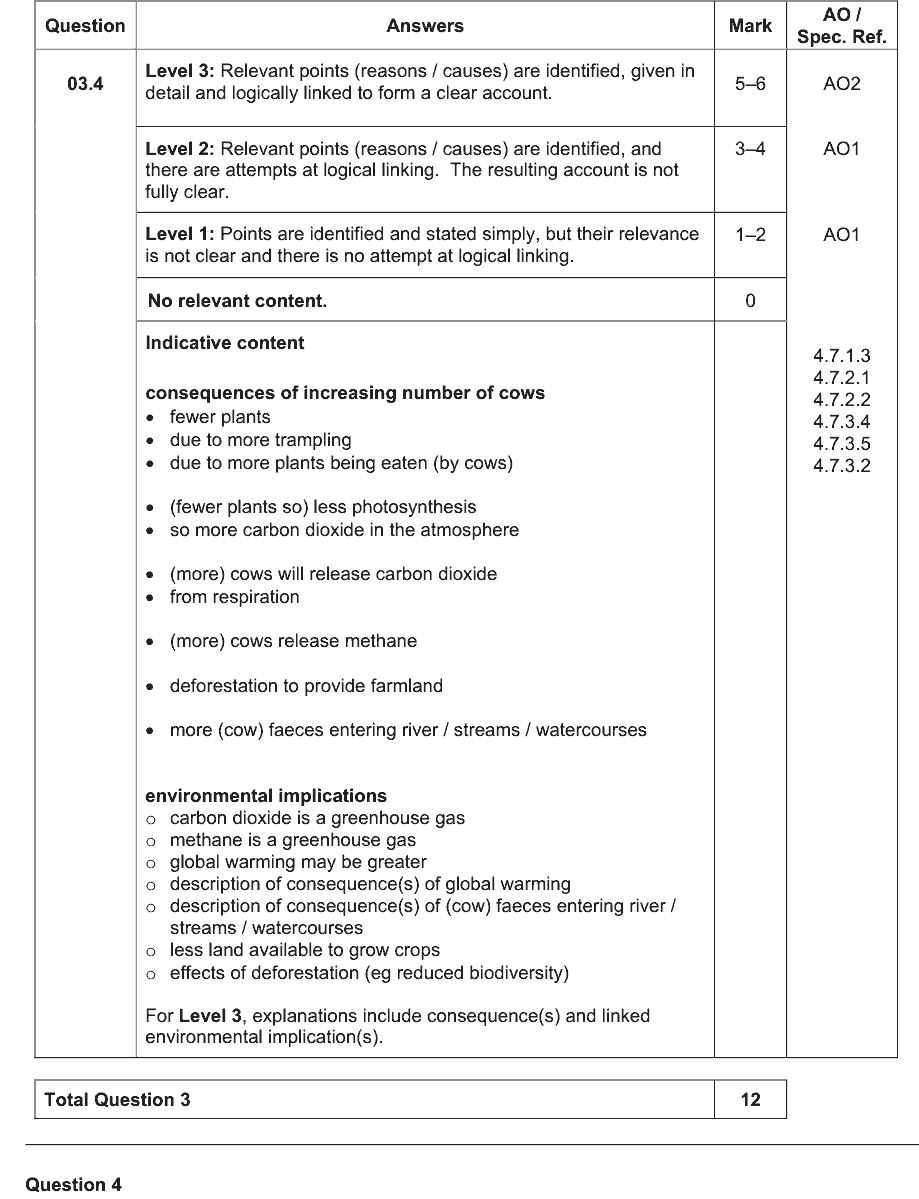 Question Answers Mark AO /
Spec. Ref.
03.4 Level 3: Relevant points (reasons / causes) are identified, given in
detail and logically linked to form a clear account. 5–6 AO2
Level 2: Relevant points (reasons / causes) are identified, and
there are attempts at logical linking. The resulting account is not
fully clear. 3–4 AO1
Level 1: Points are identified and stated simply, but their relevance
is not clear and there is no attempt at logical linking. 1–2 AO1
No relevant content. 0
Indicative content
4.7.1.3
4.7.2.1
4.7.2.2
4.7.3.4
4.7.3.5
4.7.3.2
consequences of increasing number of cows
• fewer plants
• due to more trampling
• due to more plants being eaten (by cows)
• (fewer plants so) less photosynthesis
• so more carbon dioxide in the atmosphere
• (more) cows will release carbon dioxide
• from respiration
• (more) cows release methane
• deforestation to provide farmland
• more (cow) faeces entering river / streams / watercourses
environmental implications
o carbon dioxide is a greenhouse gas
o methane is a greenhouse gas
o global warming may be greater
o description of consequence(s) of global warming
o description of consequence(s) of (cow) faeces entering river /
streams / watercourses
o less land available to grow crops
o effects of deforestation (eg reduced biodiversity)
For Level 3, explanations include consequence(s) and linked
environmental implication(s).
Total Question 3 12
Question 4